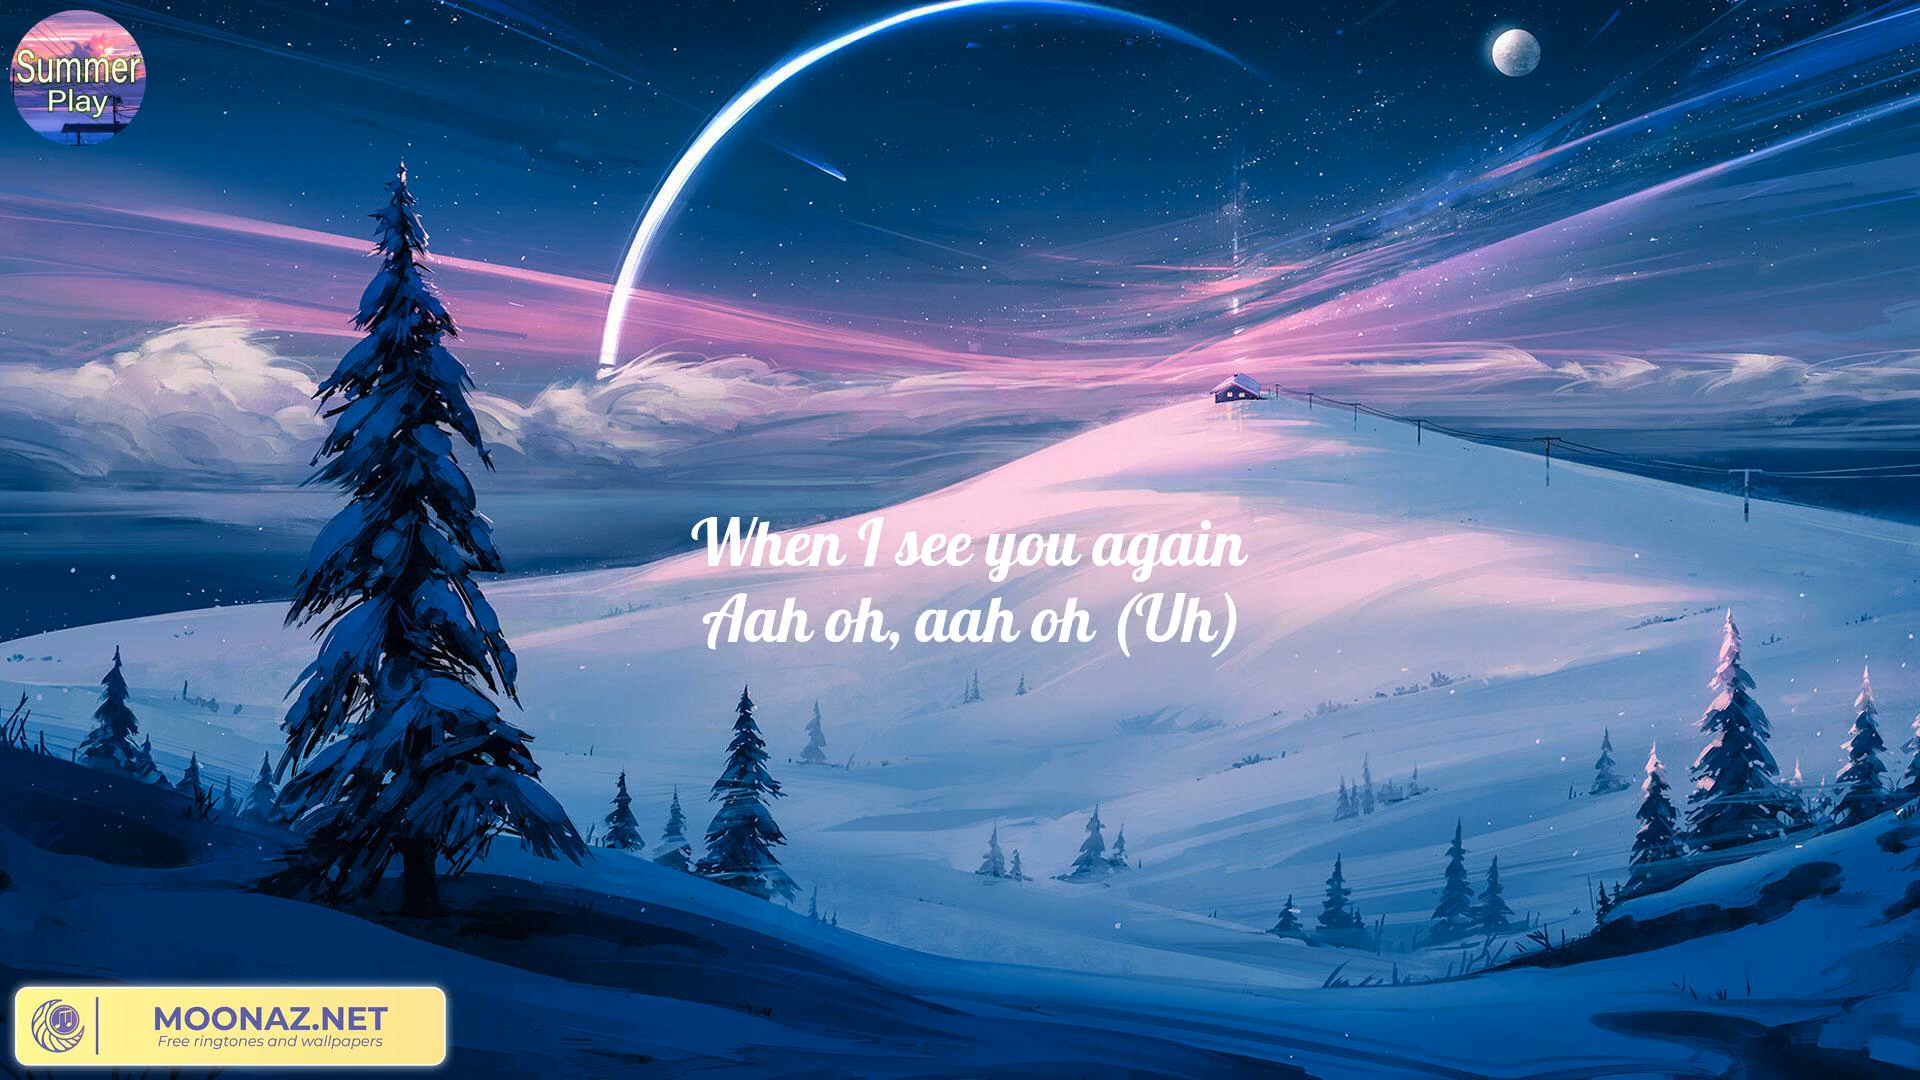 Summer
Play
When I see you again
Aah oh, aah oh (Uh)
MOONAZ.NET
Free ringtones and wallpapers